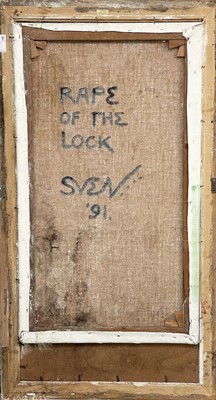 RAPE
OF THE
LOCK
SVEN
'91.